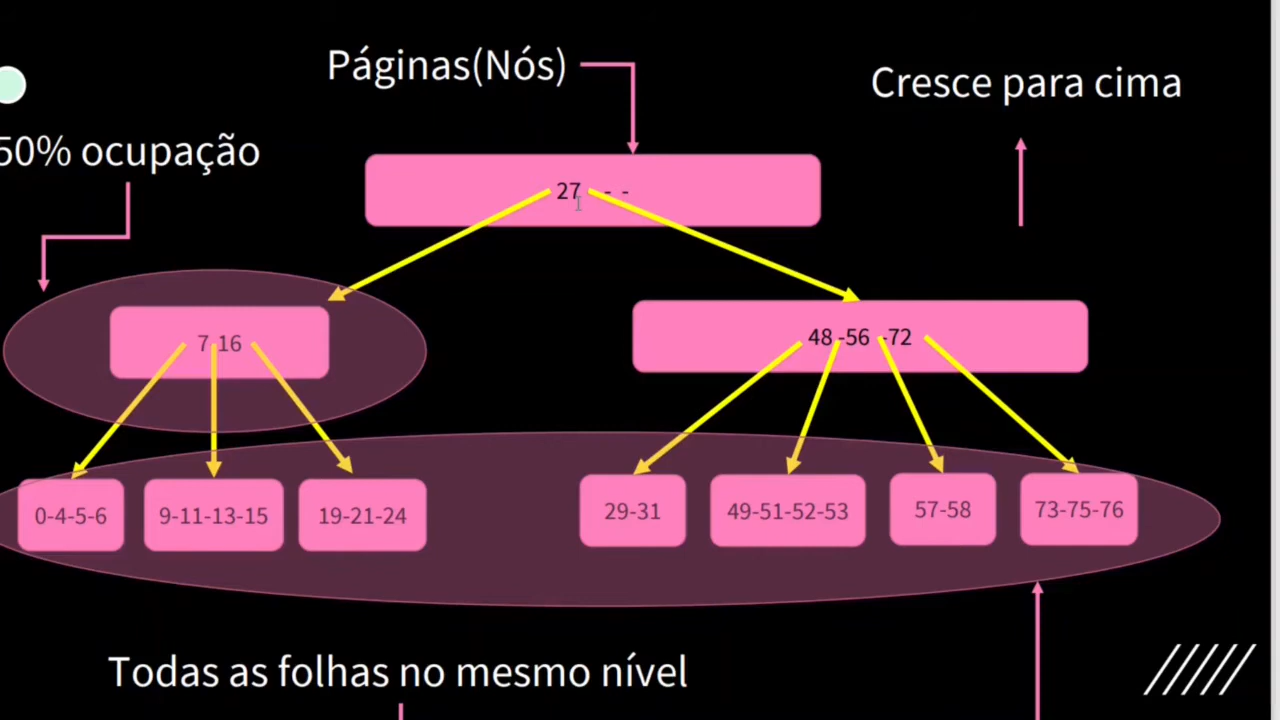 Páginas(Nós)
Cresce para cima
50% ocupação
27 - -
7 16
48 -56 -72
0-4-5-6
9-11-13-15
19-21-24
29-31
49-51-52-53
57-58
73-75-76
Todas as folhas no mesmo nível